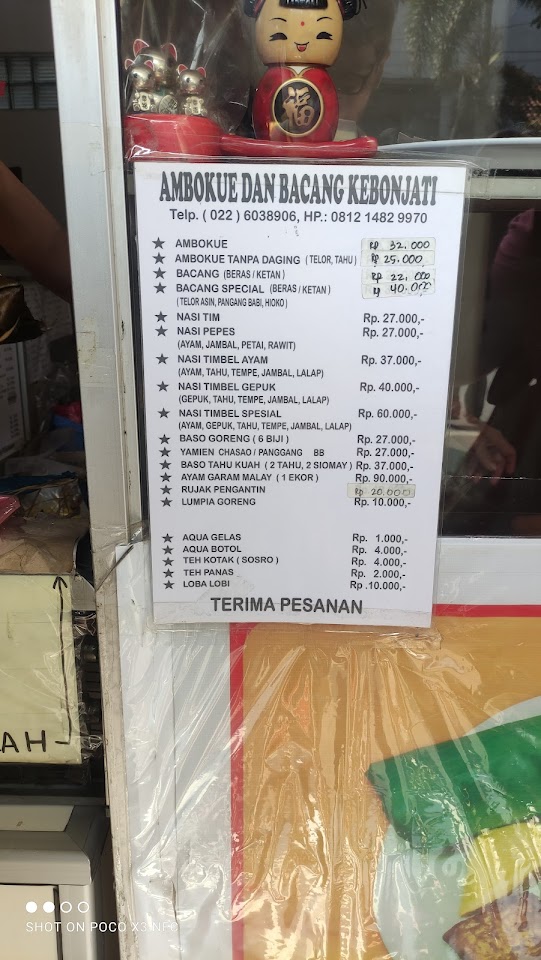 福
AMBOKUE DAN BACANG KEBONJATI
Telp. ( 022 ) 6038906, HP.: 0812 1482 9970
★ AMBOKUE Rp 32.000
★ AMBOKUE TANPA DAGING ( TELOR, TAHU ) Rp 25.000
★ BACANG (BERAS / KETAN ) Rp 22.000
★ BACANG SPECIAL (BERAS / KETAN ) Rp 40.000
( TELOR ASIN, PANGANG BABI, HIOKO )
★ NASI TIM Rp. 27.000,-
★ NASI PEPES Rp. 27.000,-
(AYAM, JAMBAL, PETAI, RAWIT)
★ NASI TIMBEL AYAM Rp. 37.000,-
(AYAM, TAHU, TEMPE, JAMBAL, LALAP)
★ NASI TIMBEL GEPUK Rp. 40.000,-
(GEPUK, TAHU, TEMPE, JAMBAL, LALAP)
★ NASI TIMBEL SPESIAL Rp. 60.000,-
(AYAM, GEPUK, TAHU, TEMPE, JAMBAL, LALAP)
★ BASO GORENG ( 6 BIJI ) Rp. 27.000,-
★ YAMIEN CHASAO / PANGGANG BB Rp. 27.000,-
★ BASO TAHU KUAH ( 2 TAHU, 2 SIOMAY ) Rp. 37.000,-
★ AYAM GARAM MALAY ( 1 EKOR ) Rp. 90.000,-
★ RUJAK PENGANTIN Rp 20.000
★ LUMPIA GORENG Rp. 10.000,-
★ AQUA GELAS Rp. 1.000,-
★ AQUA BOTOL Rp. 4.000,-
★ TEH KOTAK ( SOSRO ) Rp. 4.000,-
★ TEH PANAS Rp. 2.000,-
★ LOBA LOBI Rp .10.000,-
TERIMA PESANAN
AH
SHOT ON POCO X3 NFC